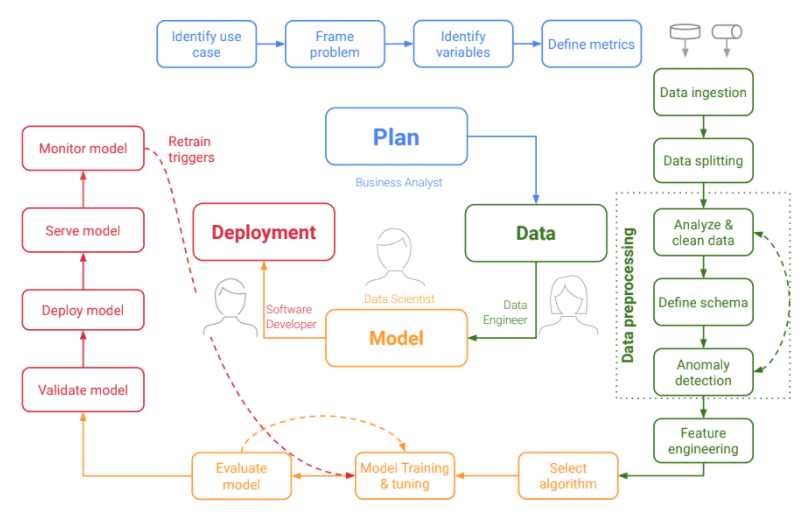 Identify use
case
Frame
problem
Identify
variables
Define metrics
Data ingestion
Data splitting
Data preprocessing
Analyze &
clean data
Define schema
Anomaly
detection
Feature
engineering
Select
algorithm
Model Training
& tuning
Evaluate
model
Validate model
Deploy model
Serve model
Monitor model
Retrain
triggers
Plan
Business Analyst
Data
Data
Engineer
Model
Data Scientist
Deployment
Software
Developer